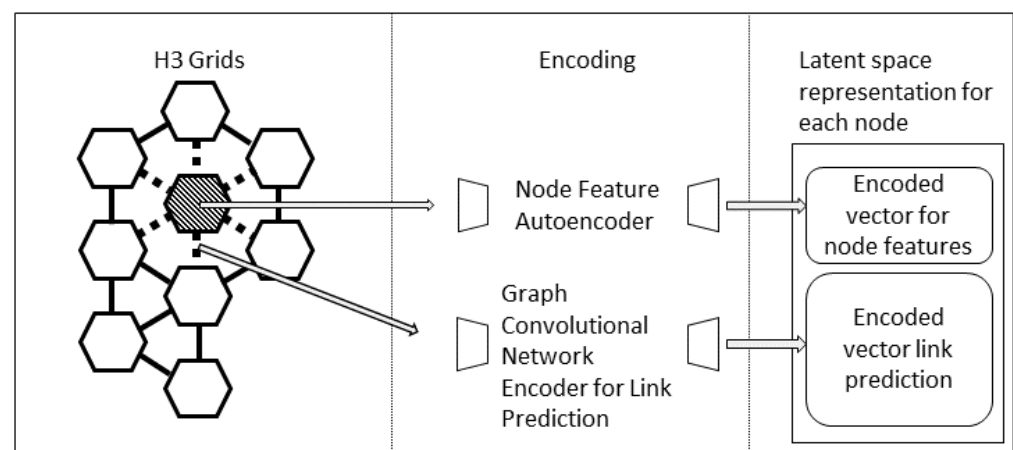 H3 Grids
Encoding
Latent space
representation for
each node
Node Feature
Autoencoder
Encoded
vector for
node features
Graph
Convolutional
Network
Encoder for Link
Prediction
Encoded
vector link
prediction